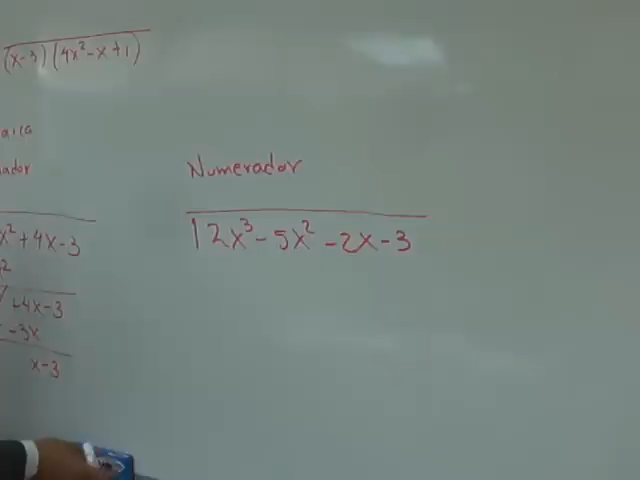 (x-3)(4x²-x+1)
Numerador
x²+4x-3
12x³-5x²-2x-3
+4x-3
-3x
x-3